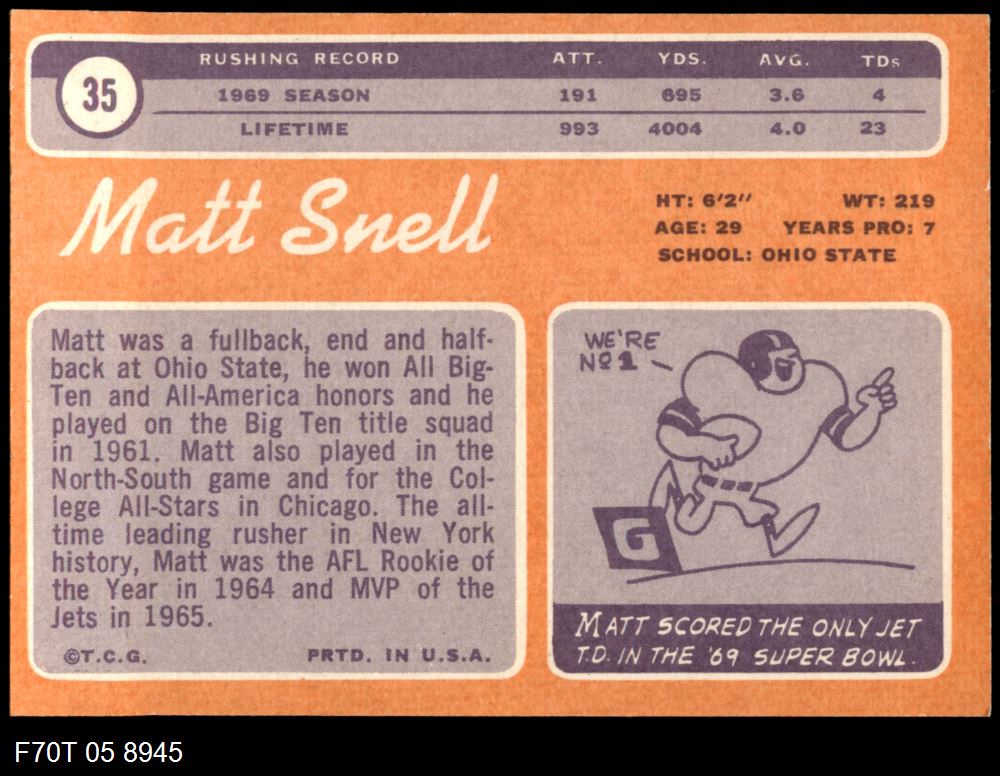 35
RUSHING RECORD ATT. YDS. AVG. TDs
1969 SEASON 191 695 3.6 4
LIFETIME 993 4004 4.0 23
Matt Snell
HT: 6'2" WT: 219
AGE: 29 YEARS PRO: 7
SCHOOL: OHIO STATE
Matt was a fullback, end and half-
back at Ohio State, he won All Big-
Ten and All-America honors and he
played on the Big Ten title squad
in 1961. Matt also played in the
North-South game and for the Col-
lege All-Stars in Chicago. The all-
time leading rusher in New York
history, Matt was the AFL Rookie of
the Year in 1964 and MVP of the
Jets in 1965.
©T.C.G. PRTD. IN U.S.A.
WE'RE
Nº 1
G
MATT SCORED THE ONLY JET
T.D. IN THE '69 SUPER BOWL.
F70T 05 8945